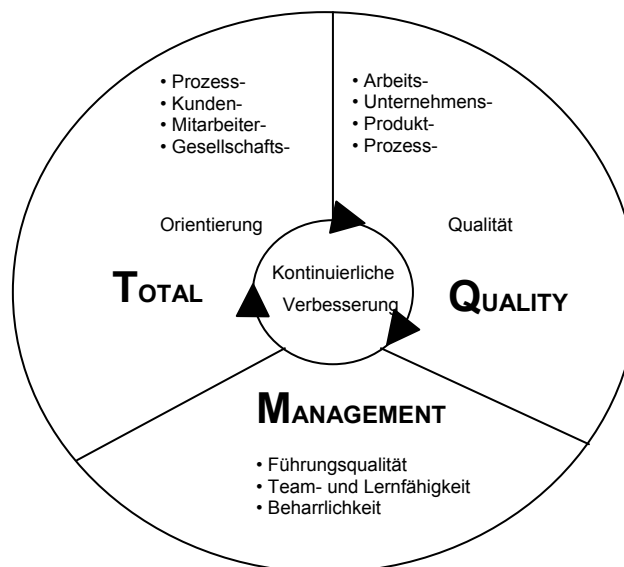 • Prozess-
• Kunden-
• Mitarbeiter-
• Gesellschafts-
Orientierung
TOTAL
• Arbeits-
• Unternehmens-
• Produkt-
• Prozess-
Qualität
QUALITY
Kontinuierliche
Verbesserung
MANAGEMENT
• Führungsqualität
• Team- und Lernfähigkeit
• Beharrlichkeit